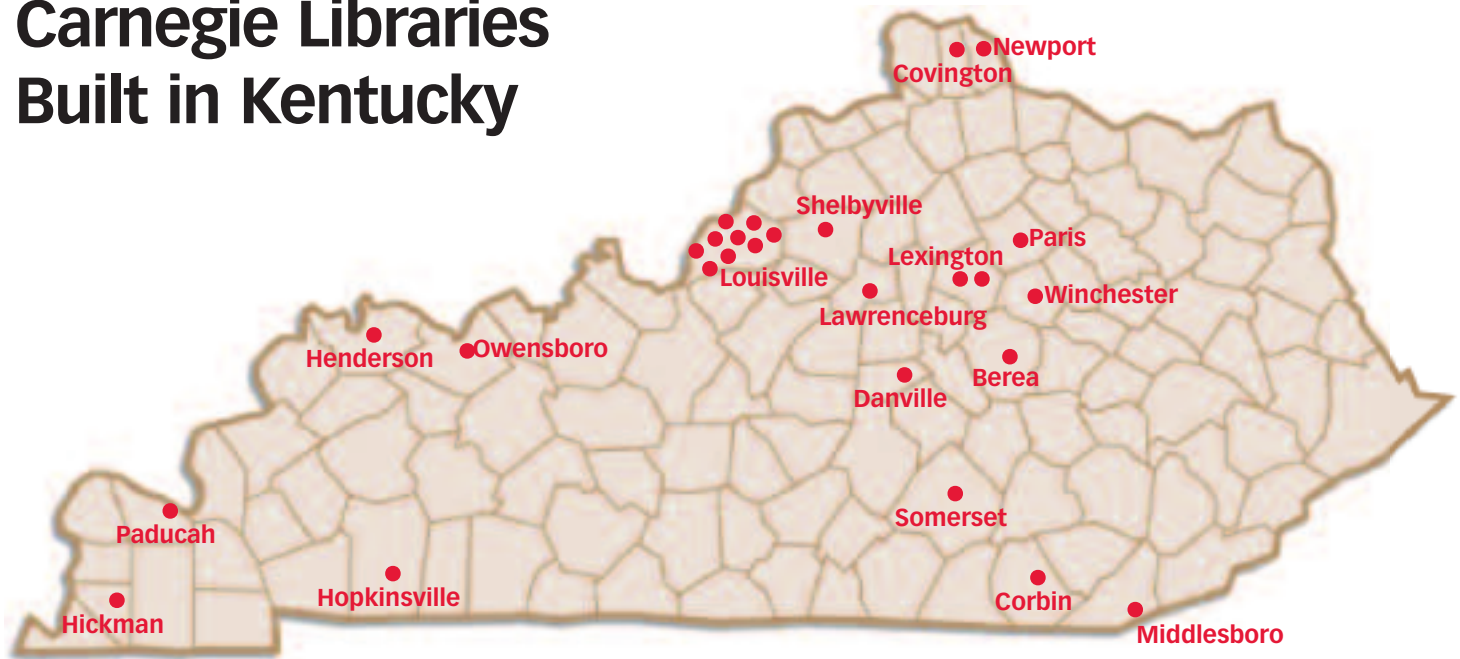 Carnegie Libraries
Built in Kentucky
Newport
Covington
Shelbyville
Paris
Lexington
Louisville
Winchester
Lawrenceburg
Owensboro
Henderson
Berea
Danville
Somerset
Paducah
Hopkinsville
Corbin
Hickman
Middlesboro